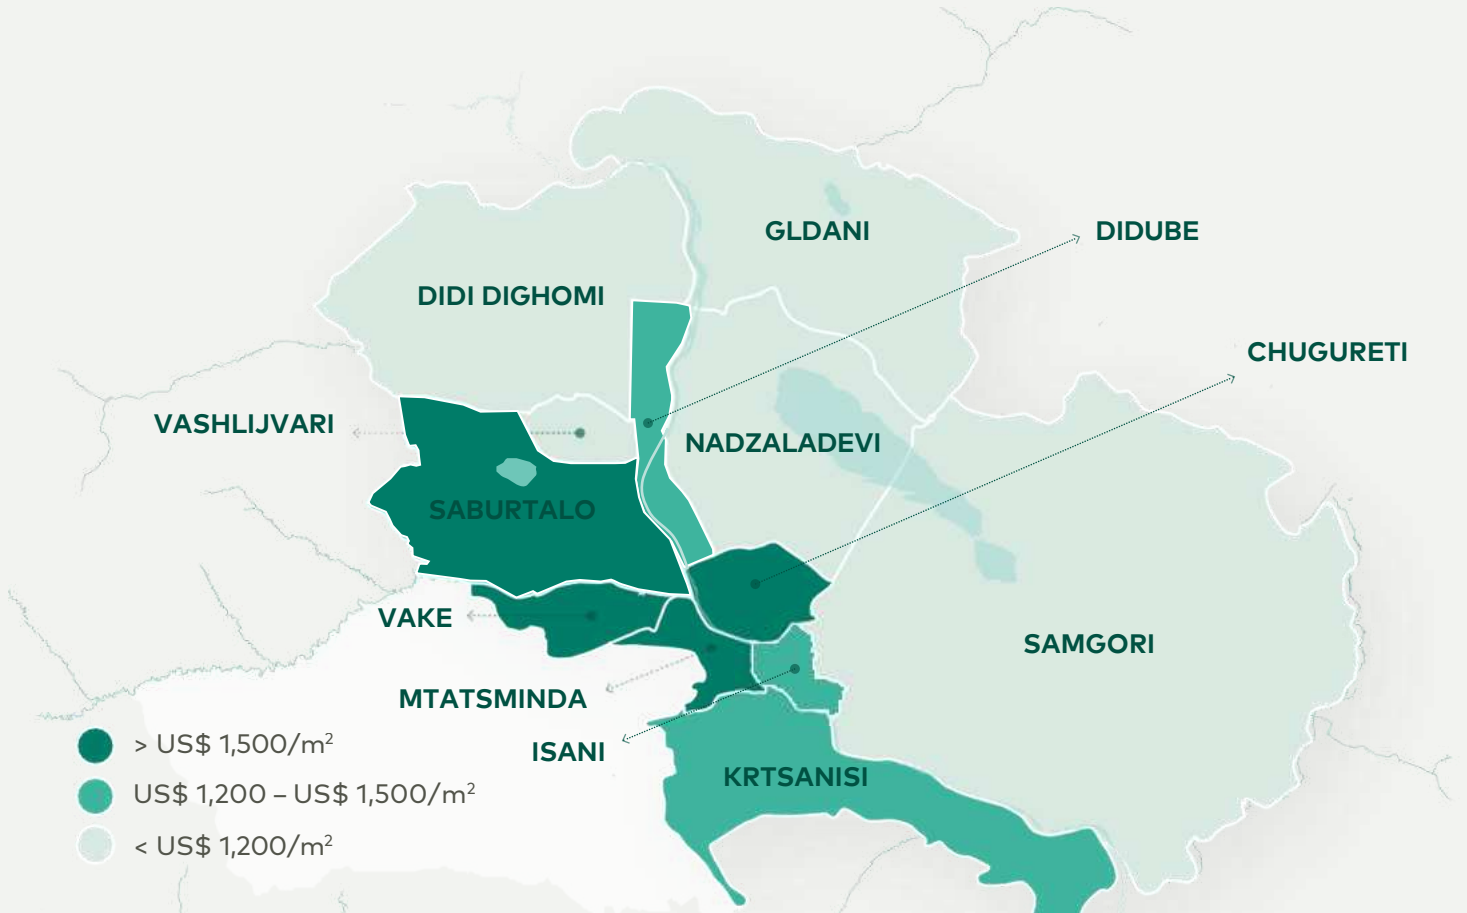 GLDANI
DIDUBE
DIDI DIGHOMI
CHUGURETI
VASHLIJVARI
NADZALADEVI
SABURTALO
VAKE
SAMGORI
MTATSMINDA
ISANI
KRTSANISI
> US$ 1,500/m²
US$ 1,200 – US$ 1,500/m²
< US$ 1,200/m²